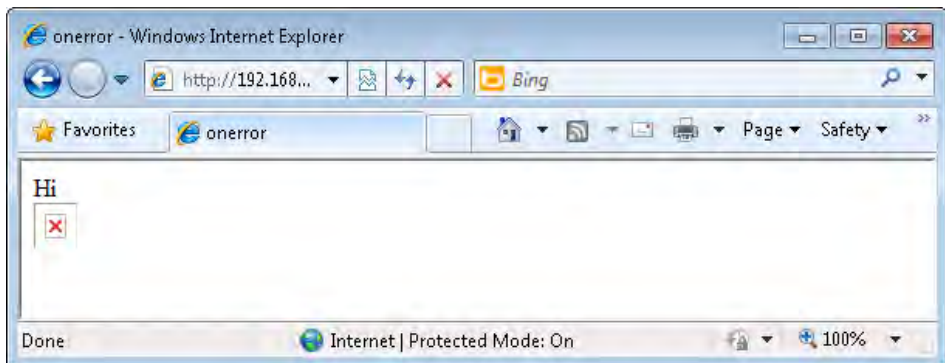 onerror - Windows Internet Explorer
http://192.168... Bing
Favorites onerror Page Safety
Hi
Done Internet | Protected Mode: On 100%